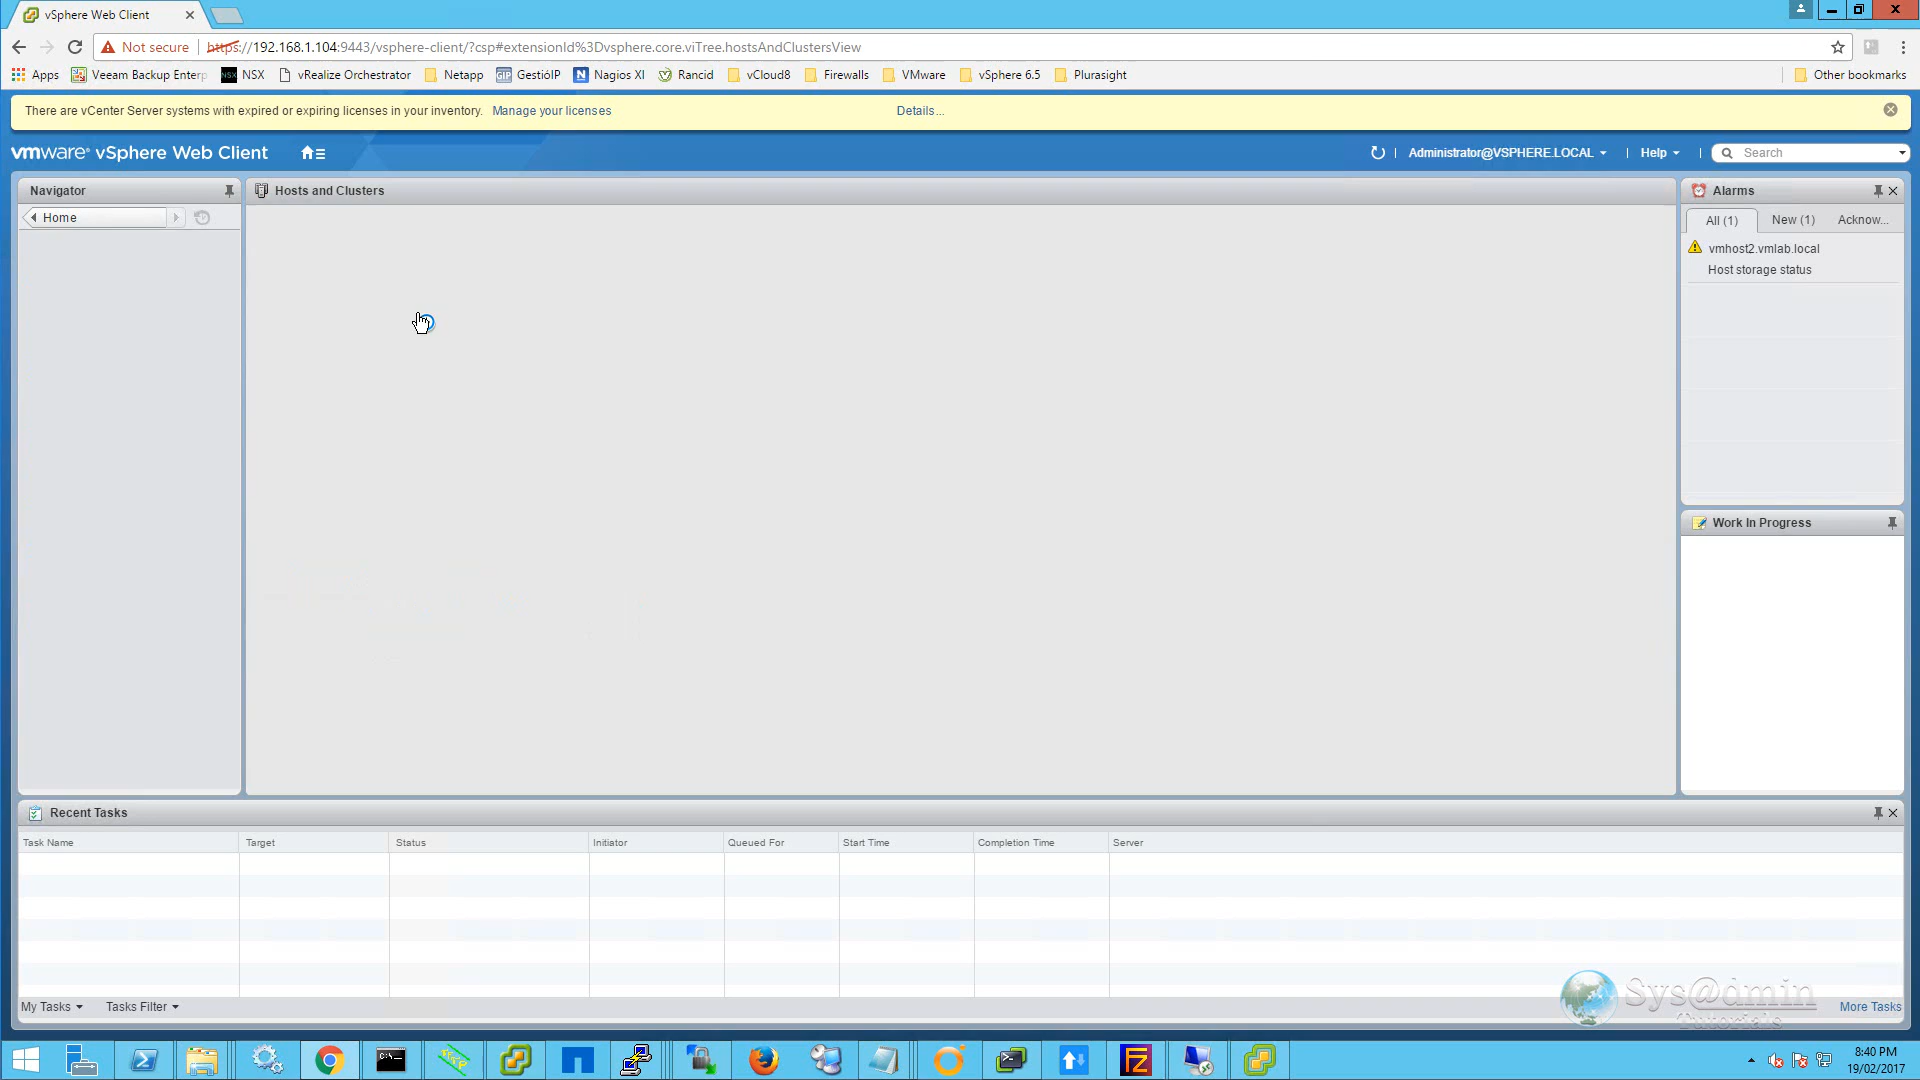 vSphere Web Client
Not secure | https://192.168.1.104:9443/vsphere-client/?csp#extensionId%3Dvsphere.core.viTree.hostsAndClustersView
Apps Veeam Backup Enterp NSX vRealize Orchestrator Netapp GestióIP Nagios XI Rancid vCloud8 Firewalls VMware vSphere 6.5 Plurasight Other bookmarks
There are vCenter Server systems with expired or expiring licenses in your inventory. Manage your licenses Details...
vmware® vSphere Web Client Administrator@VSPHERE.LOCAL | Help | Search
Navigator Hosts and Clusters Alarms
Home All (1) New (1) Acknow...
vmhost2.vmlab.local
Host storage status
Work In Progress
Recent Tasks
Task Name Target Status Initiator Queued For Start Time Completion Time Server
My Tasks Tasks Filter More Tasks
Sys@dmin
Tutorials
8:40 PM
19/02/2017